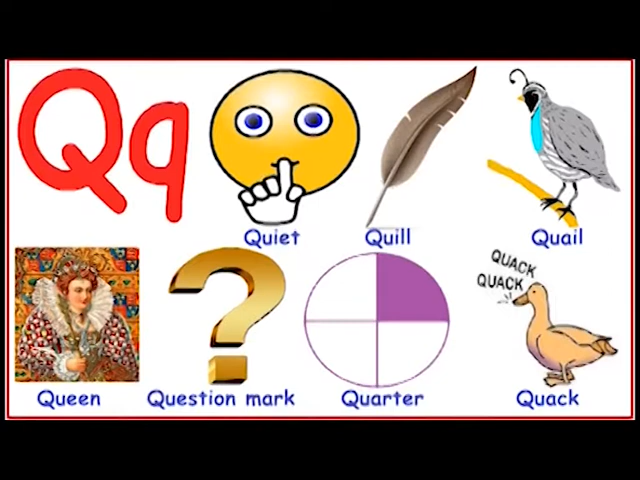 Qq
Quiet
Quill
Quail
QUACK
QUACK
Queen
Question mark
Quarter
Quack